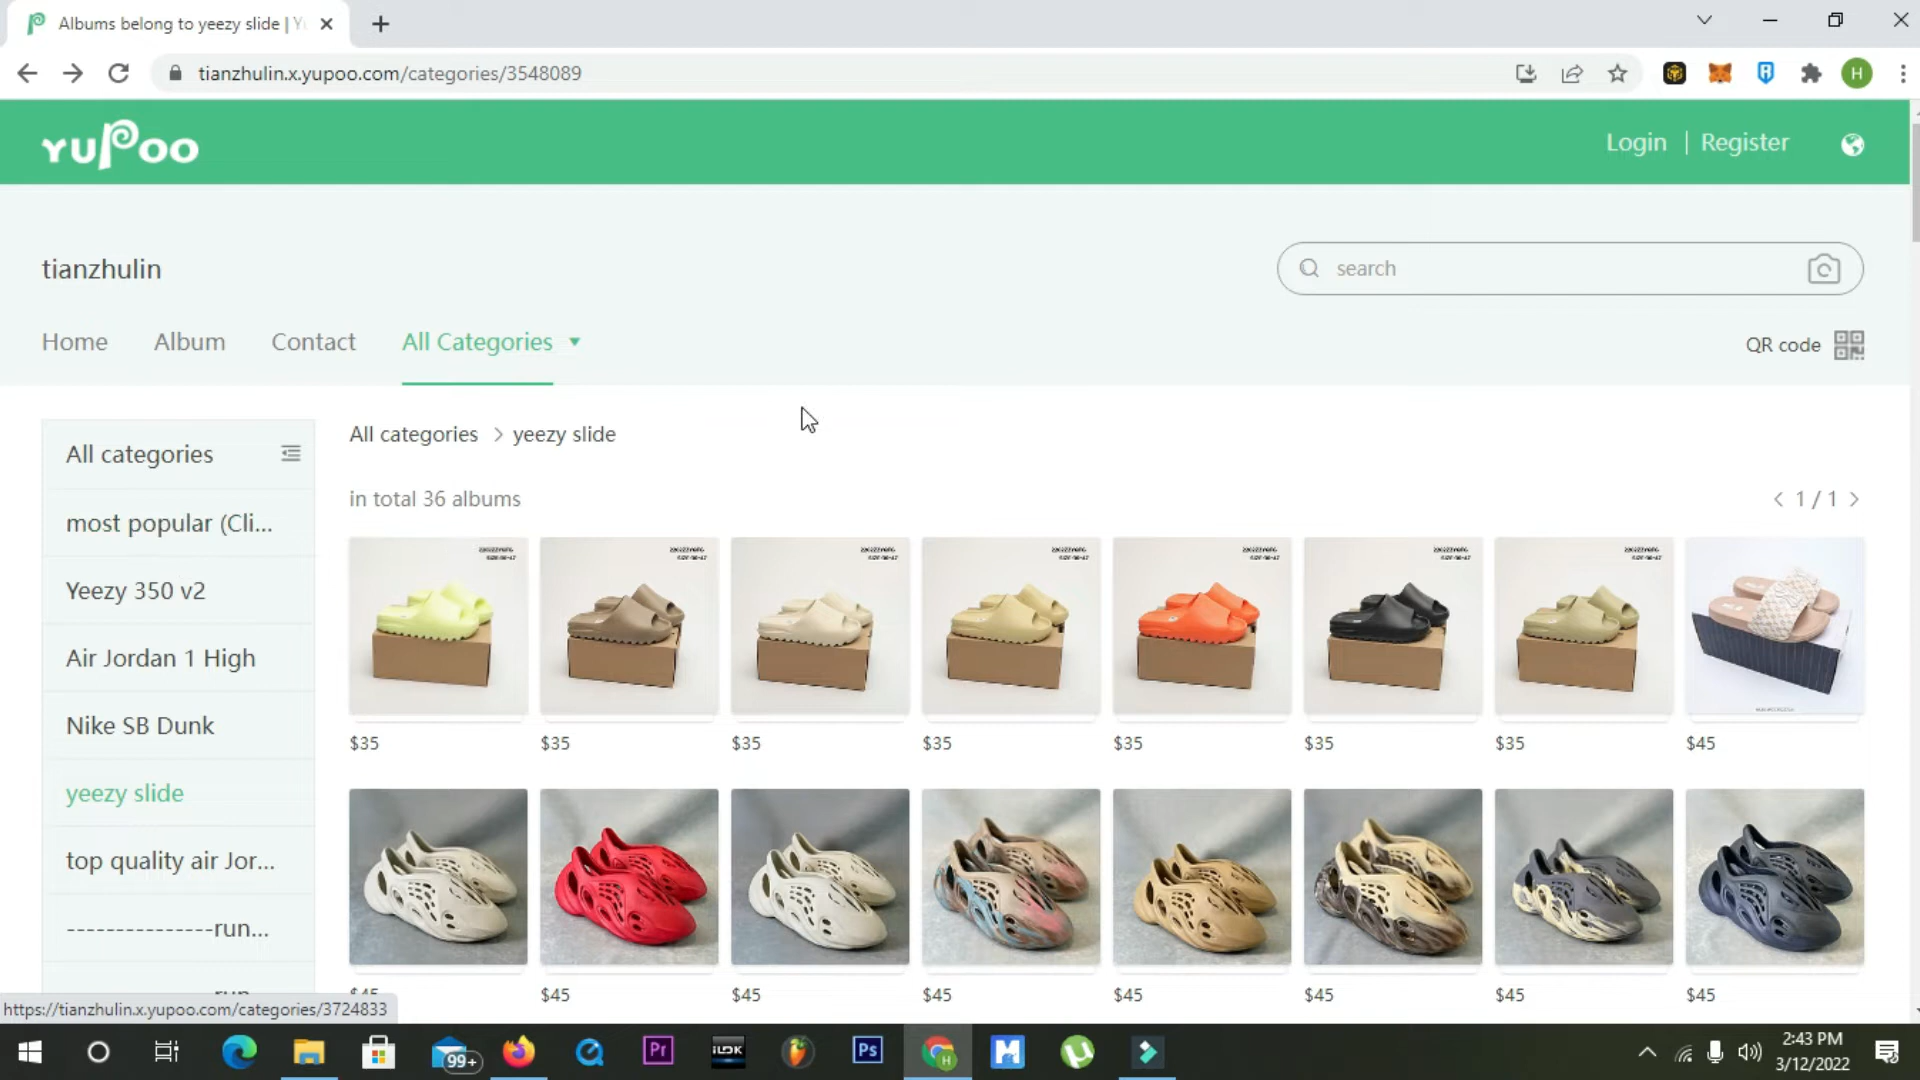 Albums belong to yeezy slide | Yu
tianzhulin.x.yupoo.com/categories/3548089
H
yupoo
Login | Register
tianzhulin
search
Home Album Contact All Categories
QR code
All categories
most popular (Cli...
Yeezy 350 v2
Air Jordan 1 High
Nike SB Dunk
yeezy slide
top quality air Jor...
---------------run...
All categories > yeezy slide
in total 36 albums
< 1 / 1 >
$35 $35 $35 $35 $35 $35 $35 $45
$45 $45 $45 $45 $45 $45 $45 $45
https://tianzhulin.x.yupoo.com/categories/3724833
99+
Pr
Ps
H
2:43 PM
3/12/2022